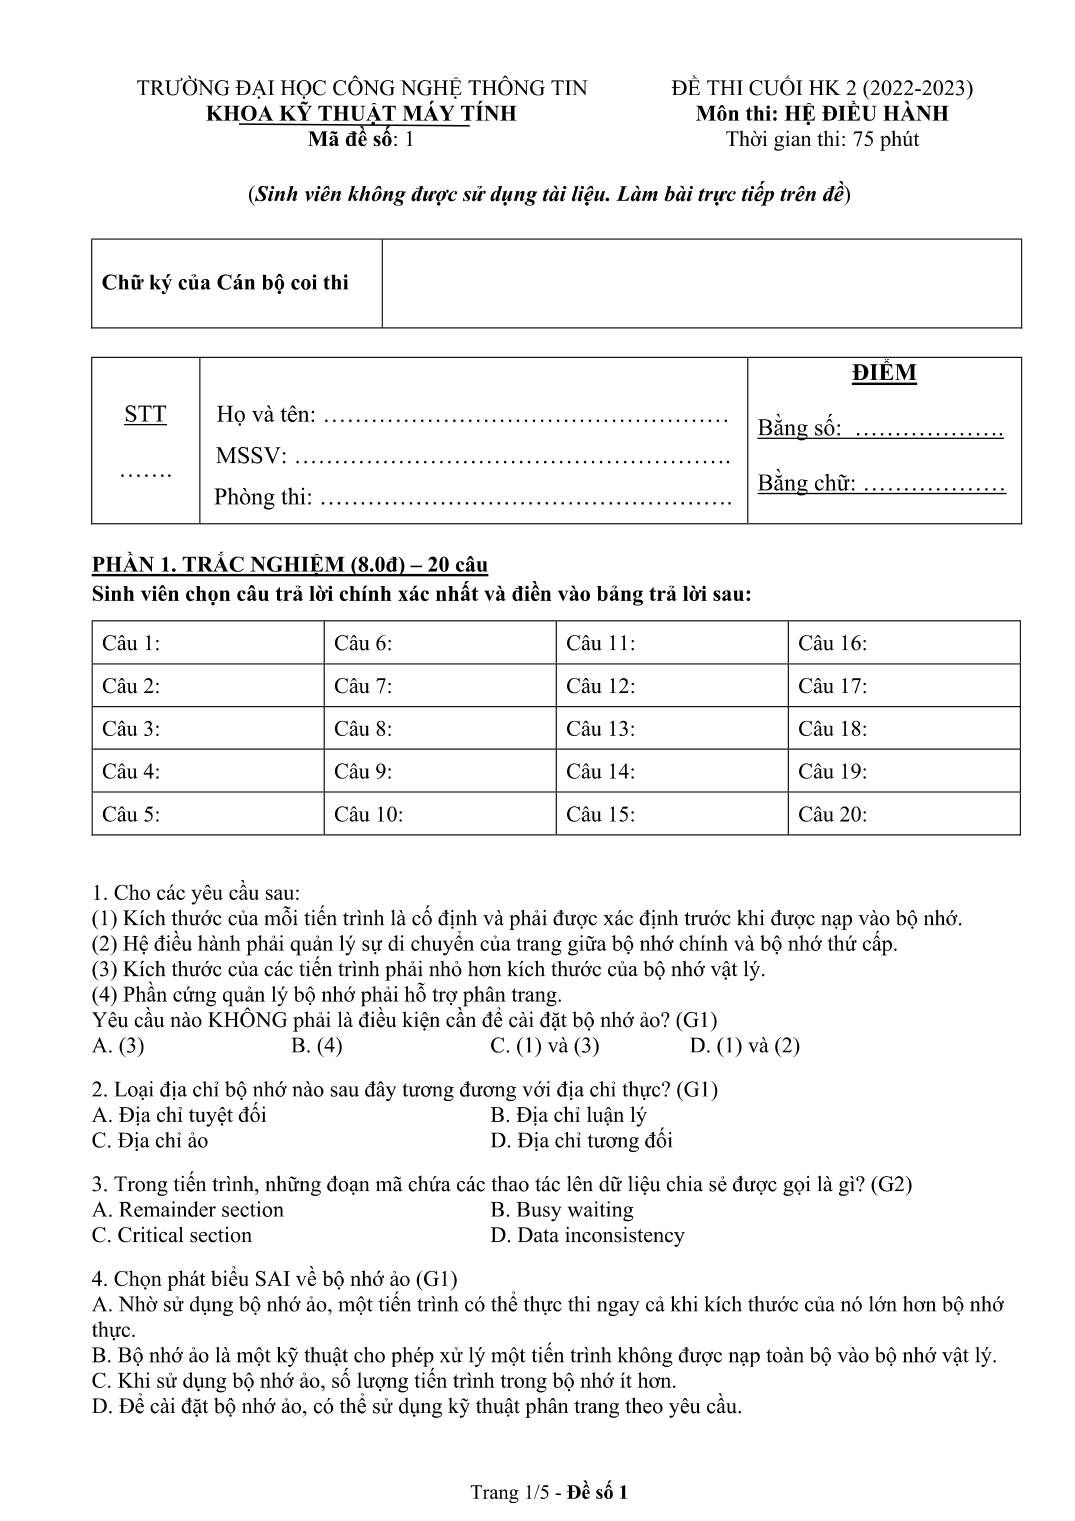 TRƯỜNG ĐẠI HỌC CÔNG NGHỆ THÔNG TIN
KHOA KỸ THUẬT MÁY TÍNH
Mã đề số: 1
ĐỀ THI CUỐI HK 2 (2022-2023)
Môn thi: HỆ ĐIỀU HÀNH
Thời gian thi: 75 phút
(Sinh viên không được sử dụng tài liệu. Làm bài trực tiếp trên đề)
Chữ ký của Cán bộ coi thi
STT
…….
Họ và tên: ……………………………………………
MSSV: ……………………………………………….
Phòng thi: …………………………………………….
ĐIỂM
Bằng số: ……………….
Bằng chữ: ………………
PHẦN 1. TRẮC NGHIỆM (8.0đ) – 20 câu
Sinh viên chọn câu trả lời chính xác nhất và điền vào bảng trả lời sau:
Câu 1: Câu 6: Câu 11: Câu 16:
Câu 2: Câu 7: Câu 12: Câu 17:
Câu 3: Câu 8: Câu 13: Câu 18:
Câu 4: Câu 9: Câu 14: Câu 19:
Câu 5: Câu 10: Câu 15: Câu 20:
1. Cho các yêu cầu sau:
(1) Kích thước của mỗi tiến trình là cố định và phải được xác định trước khi được nạp vào bộ nhớ.
(2) Hệ điều hành phải quản lý sự di chuyển của trang giữa bộ nhớ chính và bộ nhớ thứ cấp.
(3) Kích thước của các tiến trình phải nhỏ hơn kích thước của bộ nhớ vật lý.
(4) Phần cứng quản lý bộ nhớ phải hỗ trợ phân trang.
Yêu cầu nào KHÔNG phải là điều kiện cần để cài đặt bộ nhớ ảo? (G1)
A. (3) B. (4) C. (1) và (3) D. (1) và (2)
2. Loại địa chỉ bộ nhớ nào sau đây tương đương với địa chỉ thực? (G1)
A. Địa chỉ tuyệt đối B. Địa chỉ luận lý
C. Địa chỉ ảo D. Địa chỉ tương đối
3. Trong tiến trình, những đoạn mã chứa các thao tác lên dữ liệu chia sẻ được gọi là gì? (G2)
A. Remainder section B. Busy waiting
C. Critical section D. Data inconsistency
4. Chọn phát biểu SAI về bộ nhớ ảo (G1)
A. Nhờ sử dụng bộ nhớ ảo, một tiến trình có thể thực thi ngay cả khi kích thước của nó lớn hơn bộ nhớ
thực.
B. Bộ nhớ ảo là một kỹ thuật cho phép xử lý một tiến trình không được nạp toàn bộ vào bộ nhớ vật lý.
C. Khi sử dụng bộ nhớ ảo, số lượng tiến trình trong bộ nhớ ít hơn.
D. Để cài đặt bộ nhớ ảo, có thể sử dụng kỹ thuật phân trang theo yêu cầu.
Trang 1/5 - Đề số 1